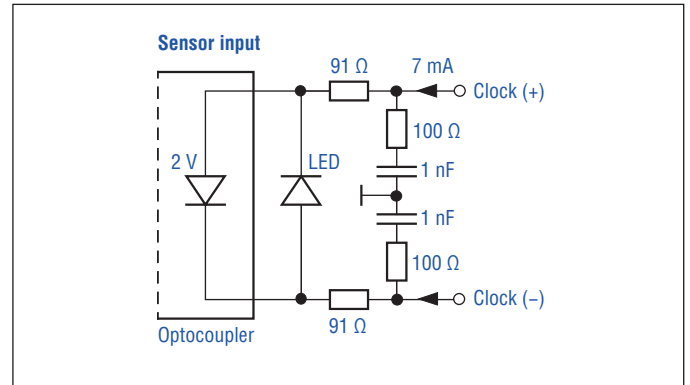 Sensor input
91 Ω
7 mA
Clock (+)
100 Ω
2 V
LED
1 nF
1 nF
100 Ω
Clock (−)
91 Ω
Optocoupler